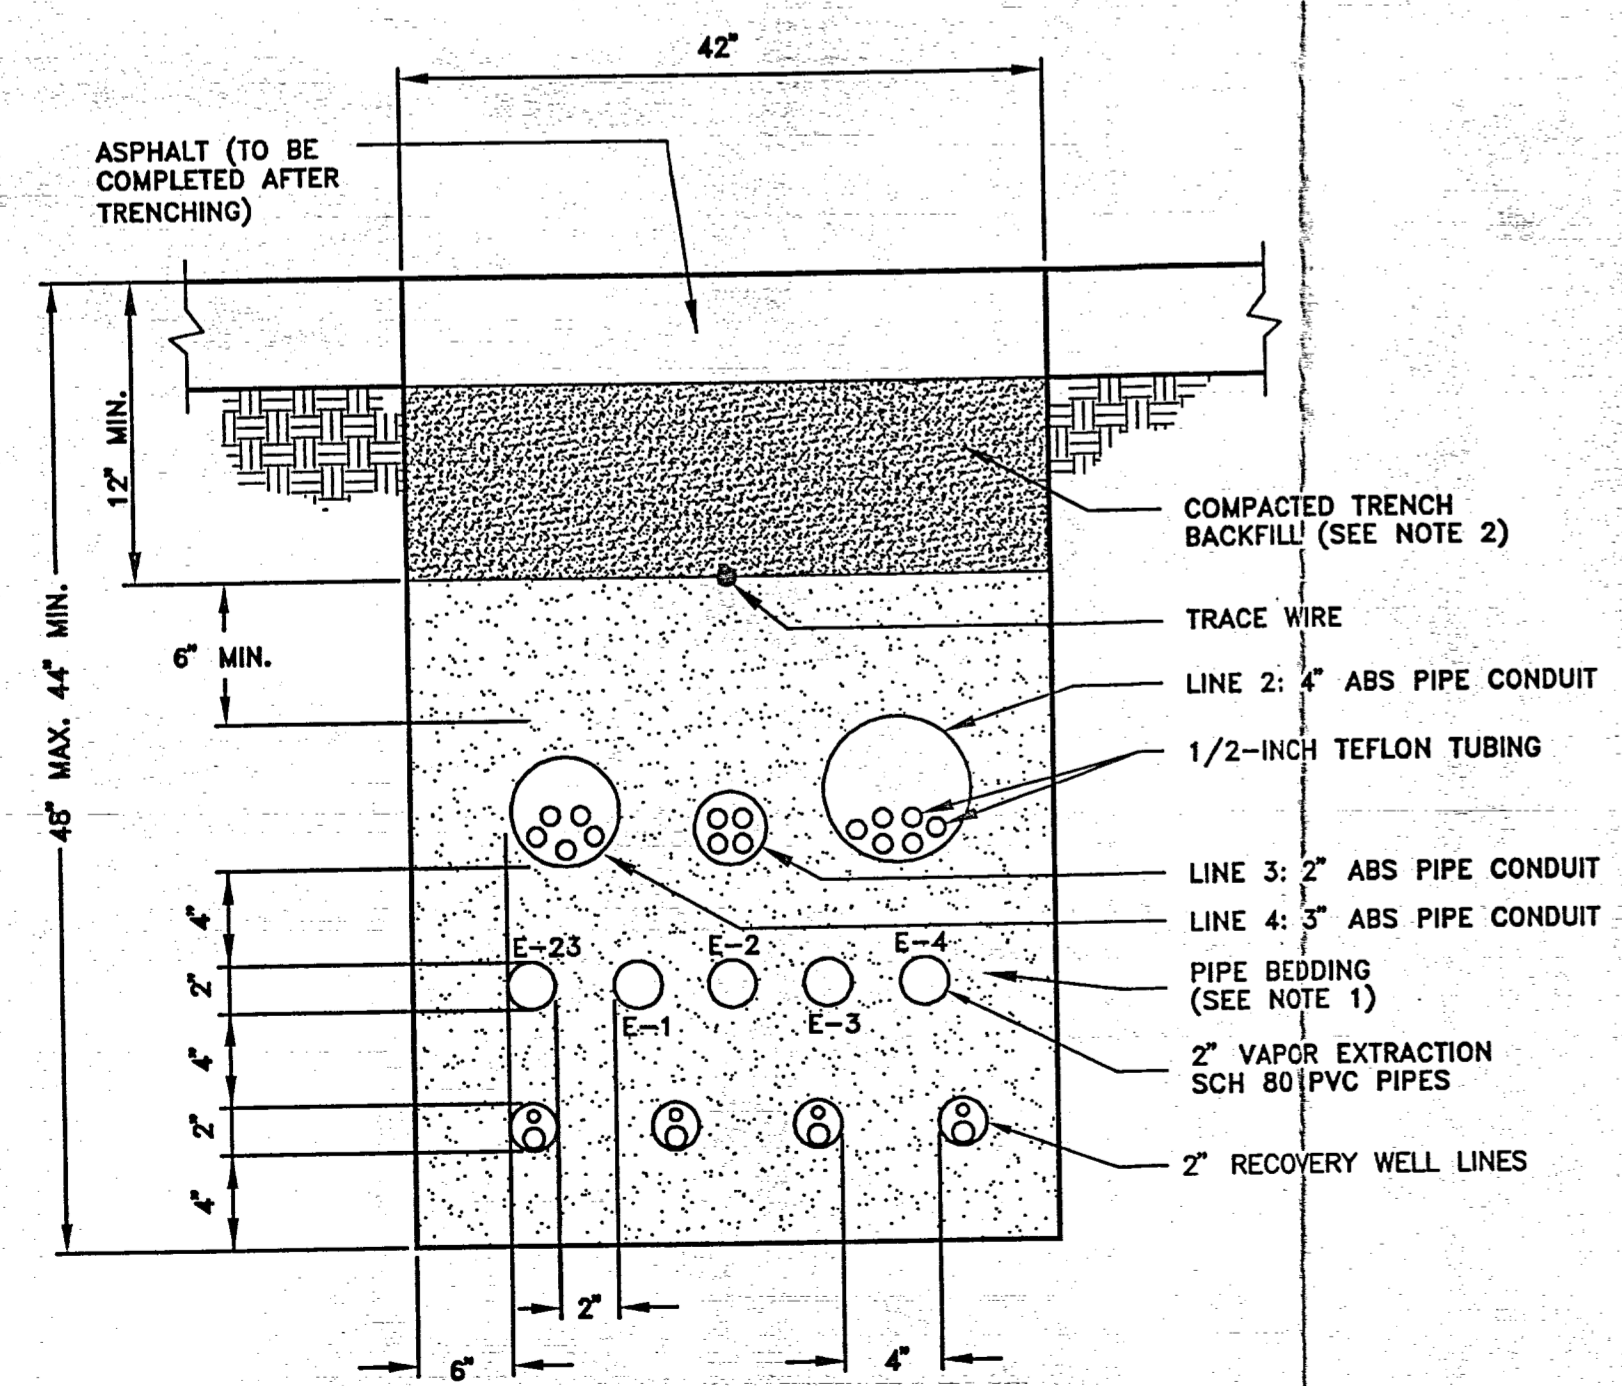 42"
ASPHALT (TO BE
COMPLETED AFTER
TRENCHING)
12" MIN.
48" MAX. 44" MIN.
6" MIN.
COMPACTED TRENCH
BACKFILL (SEE NOTE 2)
TRACE WIRE
LINE 2: 4" ABS PIPE CONDUIT
1/2-INCH TEFLON TUBING
LINE 3: 2" ABS PIPE CONDUIT
LINE 4: 3" ABS PIPE CONDUIT
4"
E-23
E-2
E-4
PIPE BEDDING
(SEE NOTE 1)
2"
E-1
E-3
4"
2" VAPOR EXTRACTION
SCH 80 PVC PIPES
2"
2" RECOVERY WELL LINES
4"
2"
6"
4"